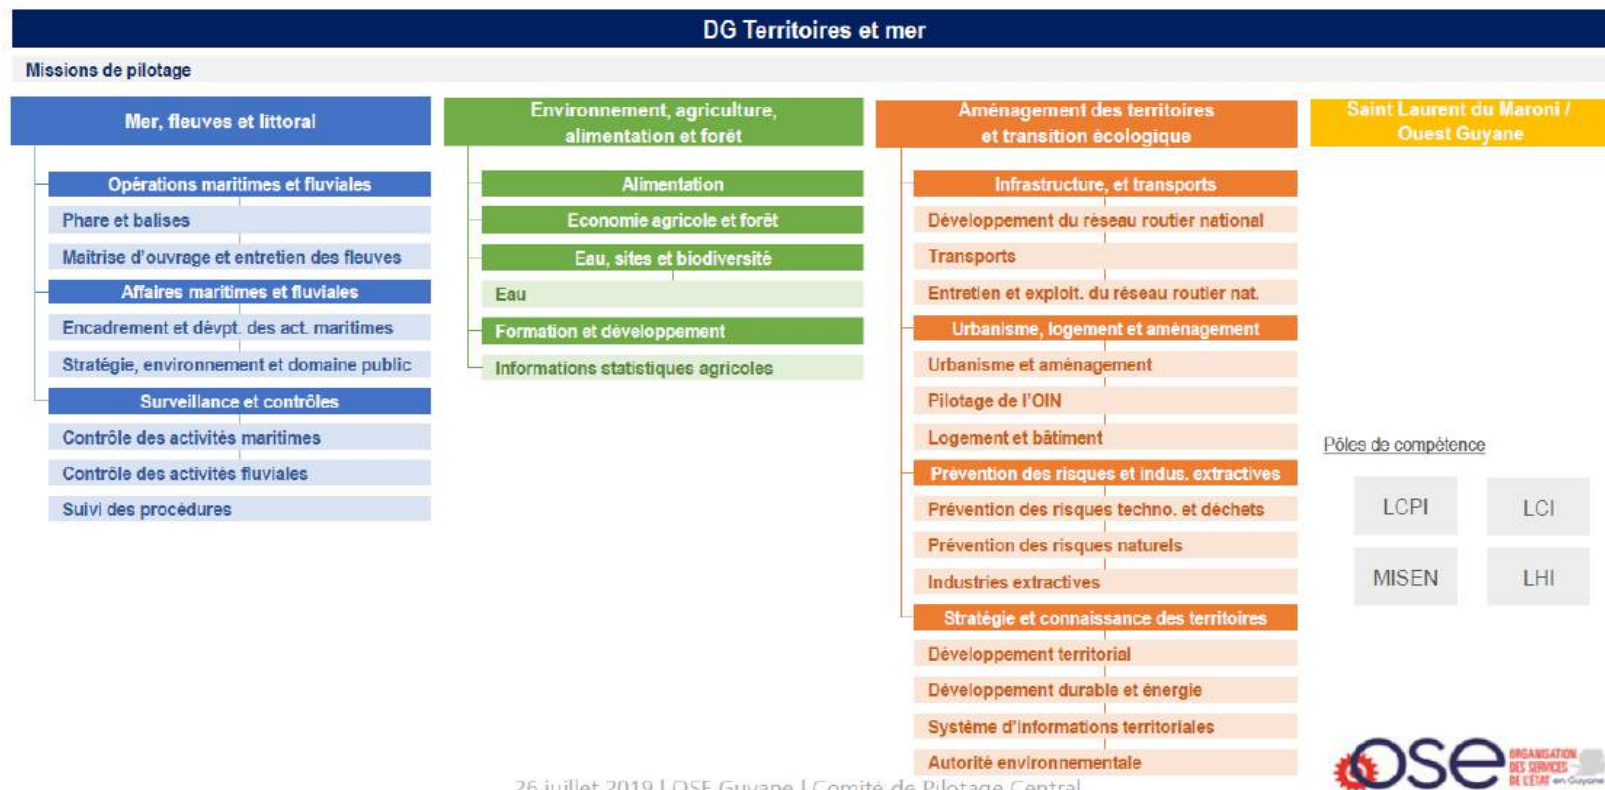 DG Territoires et mer
Missions de pilotage
Mer, fleuves et littoral
Opérations maritimes et fluviales
Phare et balises
Maîtrise d'ouvrage et entretien des fleuves
Affaires maritimes et fluviales
Encadrement et dévpt. des act. maritimes
Stratégie, environnement et domaine public
Surveillance et contrôles
Contrôle des activités maritimes
Contrôle des activités fluviales
Suivi des procédures
Environnement, agriculture,
alimentation et forêt
Alimentation
Economie agricole et forêt
Eau, sites et biodiversité
Eau
Formation et développement
Informations statistiques agricoles
Aménagement des territoires
et transition écologique
Infrastructure, et transports
Développement du réseau routier national
Transports
Entretien et exploit. du réseau routier nat.
Urbanisme, logement et aménagement
Urbanisme et aménagement
Pilotage de l'OIN
Logement et bâtiment
Prévention des risques et indus. extractives
Prévention des risques techno. et déchets
Prévention des risques naturels
Industries extractives
Stratégie et connaissance des territoires
Développement territorial
Développement durable et énergie
Système d'informations territoriales
Autorité environnementale
Saint Laurent du Maroni /
Ouest Guyane
Pôles de compétence
LCPI
LCI
MISEN
LHI
26 juillet 2019 | OSE Guyane | Comité de Pilotage Central
OSE
ORGANISATION
DES SERVICES
DE L'ÉTAT en Guyane